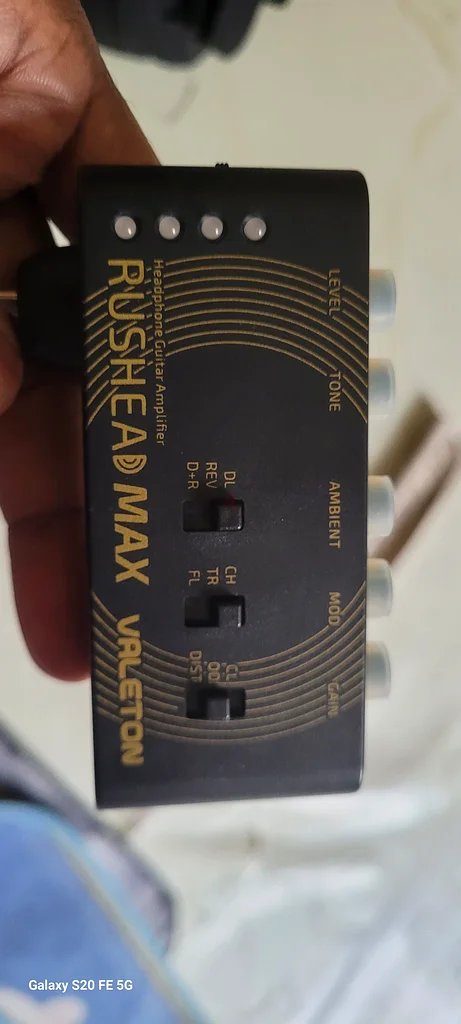 LEVEL
TONE
AMBIENT
MOD
GAIN
DL
REV
D+R
CH
TR
FL
CL
OD
DIST
Headphone Guitar Amplifier
RUSHEAD MAX VALETON
Galaxy S20 FE 5G